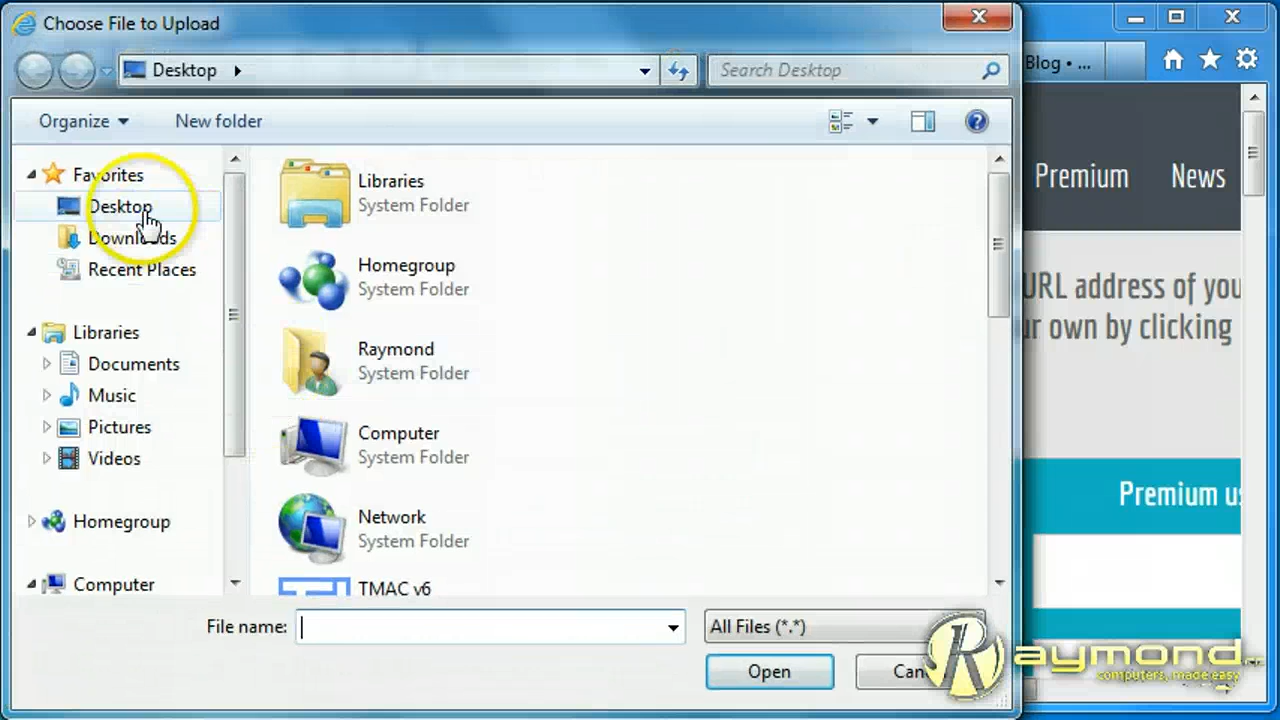 Choose File to Upload
Desktop
Search Desktop
Blog • ...
Organize
New folder
Premium
News
Favorites
Desktop
Downloads
Recent Places
Libraries
Documents
Music
Pictures
Videos
Homegroup
Computer
Libraries
System Folder
Homegroup
System Folder
Raymond
System Folder
Computer
System Folder
Network
System Folder
TMAC v6
URL address of you
ur own by clicking
Premium us
File name:
All Files (*.*)
Open
Can
Raymond
computers, made easy